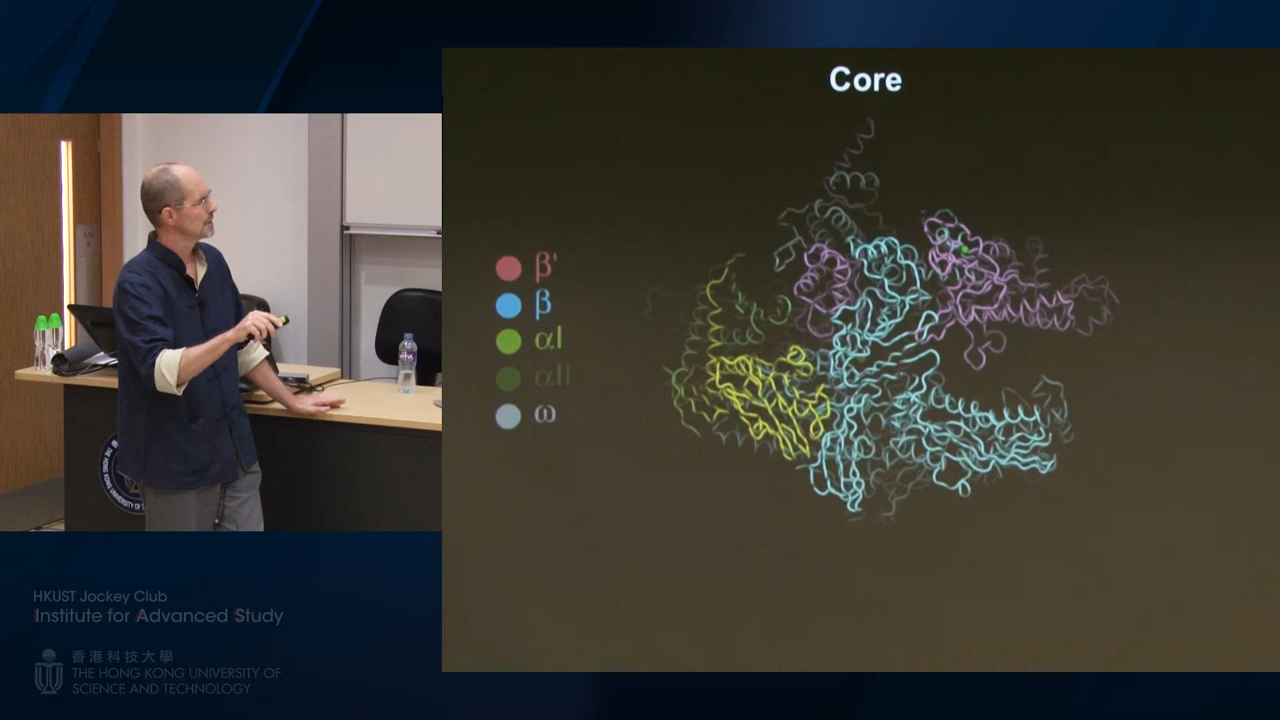 Core
β'
β
αI
αII
ω
HKUST Jockey Club
Institute for Advanced Study
香港科技大學
THE HONG KONG UNIVERSITY OF
SCIENCE AND TECHNOLOGY